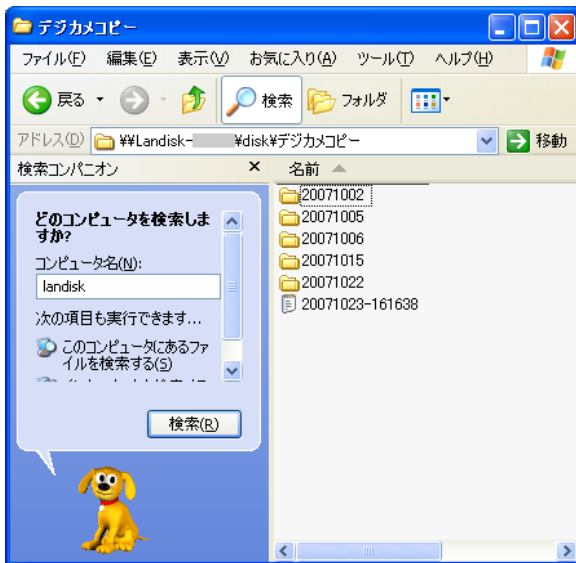 デジカメコピー
ファイル(F) 編集(E) 表示(V) お気に入り(A) ツール(T) ヘルプ(H)
戻る 検索 フォルダ
アドレス(D) ¥¥Landisk- ¥disk¥デジカメコピー 移動
検索コンパニオン × 名前
どのコンピュータを検索しま
すか?
コンピュータ名(N):
landisk
次の項目も実行できます...
このコンピュータにあるファ
イルを検索する(S)
検索(R)
20071002
20071005
20071006
20071015
20071022
20071023-161638